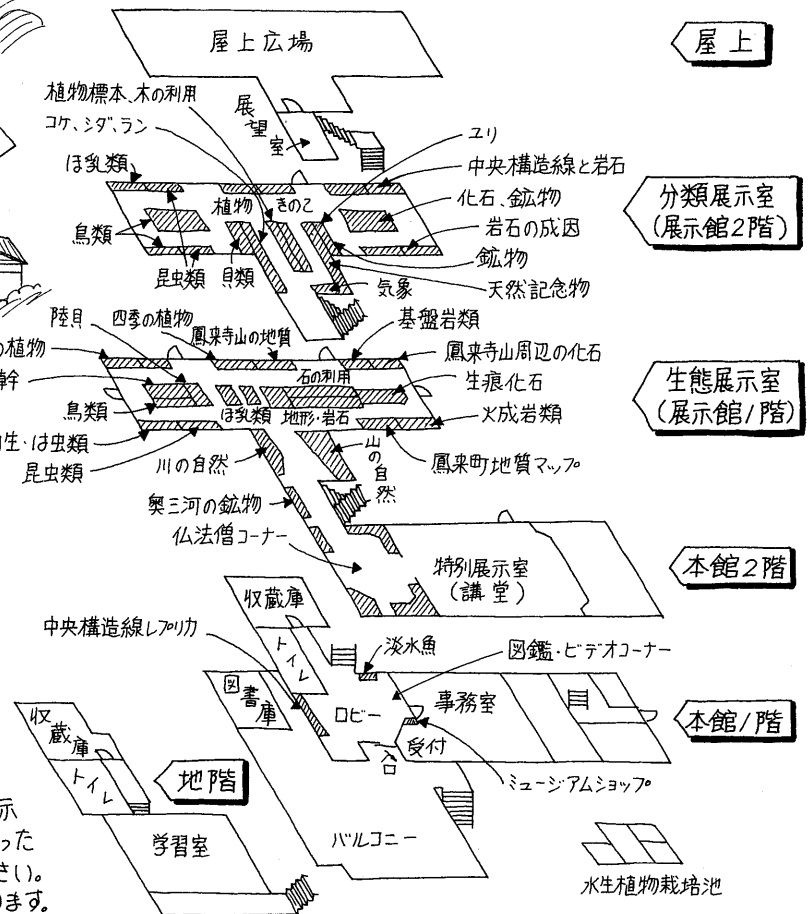 屋上広場
屋上
展望室
植物標本、木の利用
コケ、シダ、ラン
ユリ
ほ乳類
中央構造線と岩石
植物
きのこ
化石、鉱物
分類展示室
(展示館2階)
鳥類
岩石の成因
昆虫類
貝類
鉱物
気象
天然記念物
陸貝
四季の植物
鳳来寺山の地質
基盤岩類
の植物
鳳来寺山周辺の化石
幹
石の利用
生痕化石
生態展示室
(展示館1階)
鳥類
ほ乳類
地形・岩石
火成岩類
生・は虫類
昆虫類
川の自然
山の自然
鳳来町地質マップ
奥三河の鉱物
仏法僧コーナー
特別展示室
(講堂)
本館2階
収蔵庫
中央構造線レプリカ
トイレ
淡水魚
図鑑・ビデオコーナー
図書庫
ロビー
事務室
本館1階
収蔵庫
受付
入口
トイレ
地階
ミュージアムショップ
示
学習室
バルコニー
った
さい。
水生植物栽培池
ます。